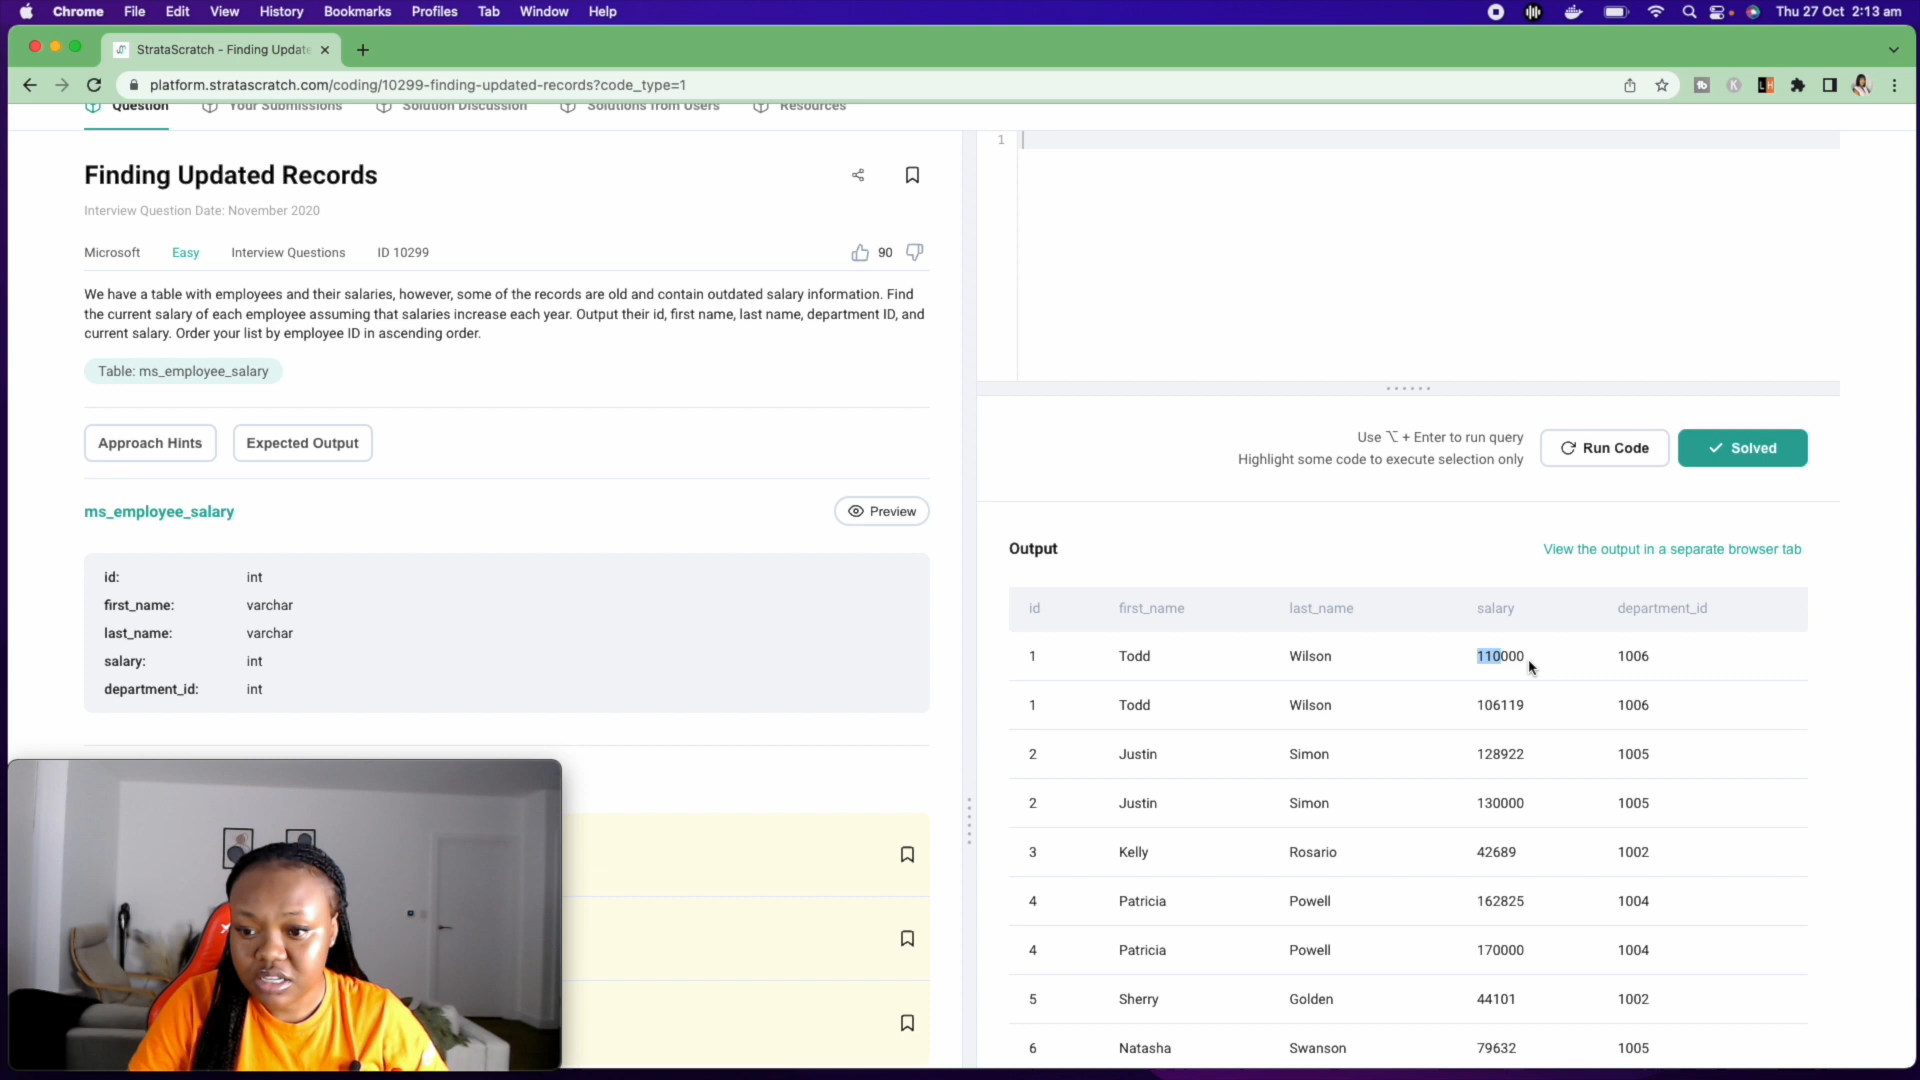 Chrome File Edit View History Bookmarks Profiles Tab Window Help
Thu 27 Oct 2:13 am
StrataScratch - Finding Update
platform.stratascratch.com/coding/10299-finding-updated-records?code_type=1
Question Your Submissions Solution Discussion Solutions from Users Resources
Finding Updated Records
Interview Question Date: November 2020
Microsoft Easy Interview Questions ID 10299
90
We have a table with employees and their salaries, however, some of the records are old and contain outdated salary information. Find
the current salary of each employee assuming that salaries increase each year. Output their id, first name, last name, department ID, and
current salary. Order your list by employee ID in ascending order.
Table: ms_employee_salary
Approach Hints Expected Output
ms_employee_salary
Preview
id: int
first_name: varchar
last_name: varchar
salary: int
department_id: int
1
Use ⌥ + Enter to run query
Highlight some code to execute selection only
Run Code
Solved
Output
View the output in a separate browser tab
id first_name last_name salary department_id
1 Todd Wilson 110000 1006
1 Todd Wilson 106119 1006
2 Justin Simon 128922 1005
2 Justin Simon 130000 1005
3 Kelly Rosario 42689 1002
4 Patricia Powell 162825 1004
4 Patricia Powell 170000 1004
5 Sherry Golden 44101 1002
6 Natasha Swanson 79632 1005